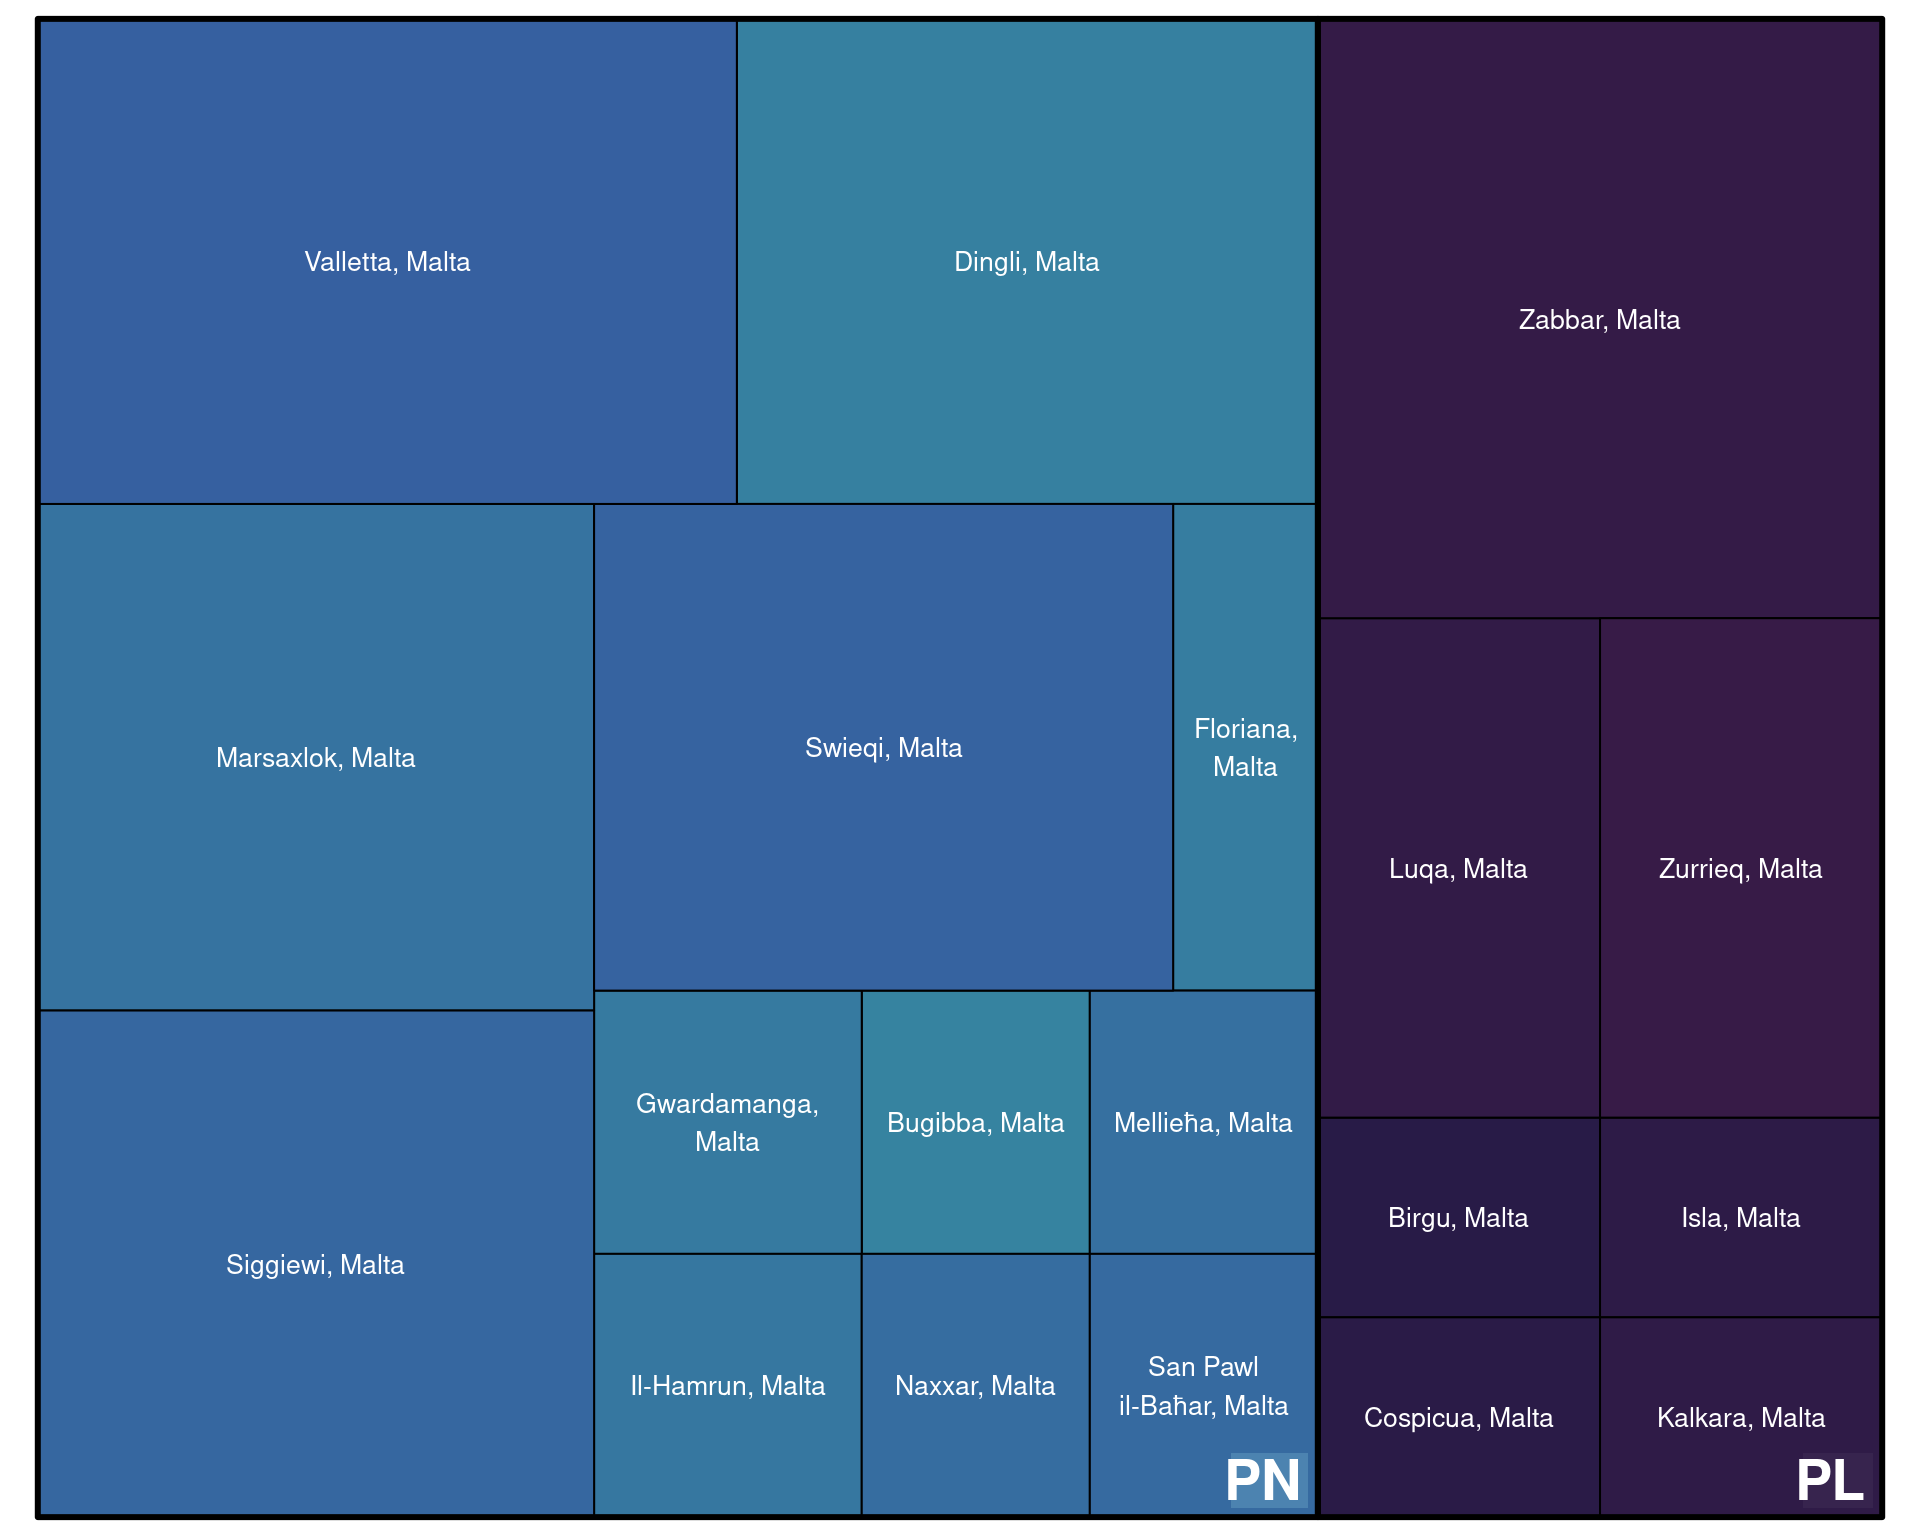 Valletta, Malta
Dingli, Malta
Zabbar, Malta
Marsaxlok, Malta
Swieqi, Malta
Floriana,
Malta
Luqa, Malta
Zurrieq, Malta
Gwardamanga,
Malta
Bugibba, Malta
Mellieħa, Malta
Siggiewi, Malta
Birgu, Malta
Isla, Malta
Il-Hamrun, Malta
Naxxar, Malta
San Pawl
il-Baħar, Malta
Cospicua, Malta
Kalkara, Malta
PN
PL